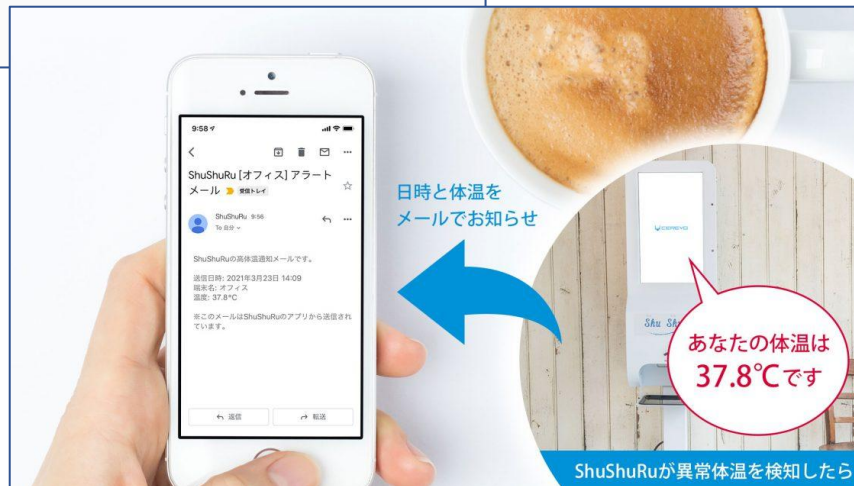 9:58
ShuShuRu [オフィス] アラート
メール 受信トレイ
ShuShuRu 9:56
To 自分
ShuShuRuの高体温通知メールです。
送信日時: 2021年3月23日 14:09
端末名: オフィス
温度: 37.8°C
※このメールはShuShuRuのアプリから送信され
ています。
返信
転送
日時と体温を
メールでお知らせ
Shu Sh
あなたの体温は
37.8℃です
ShuShuRuが異常体温を検知したら